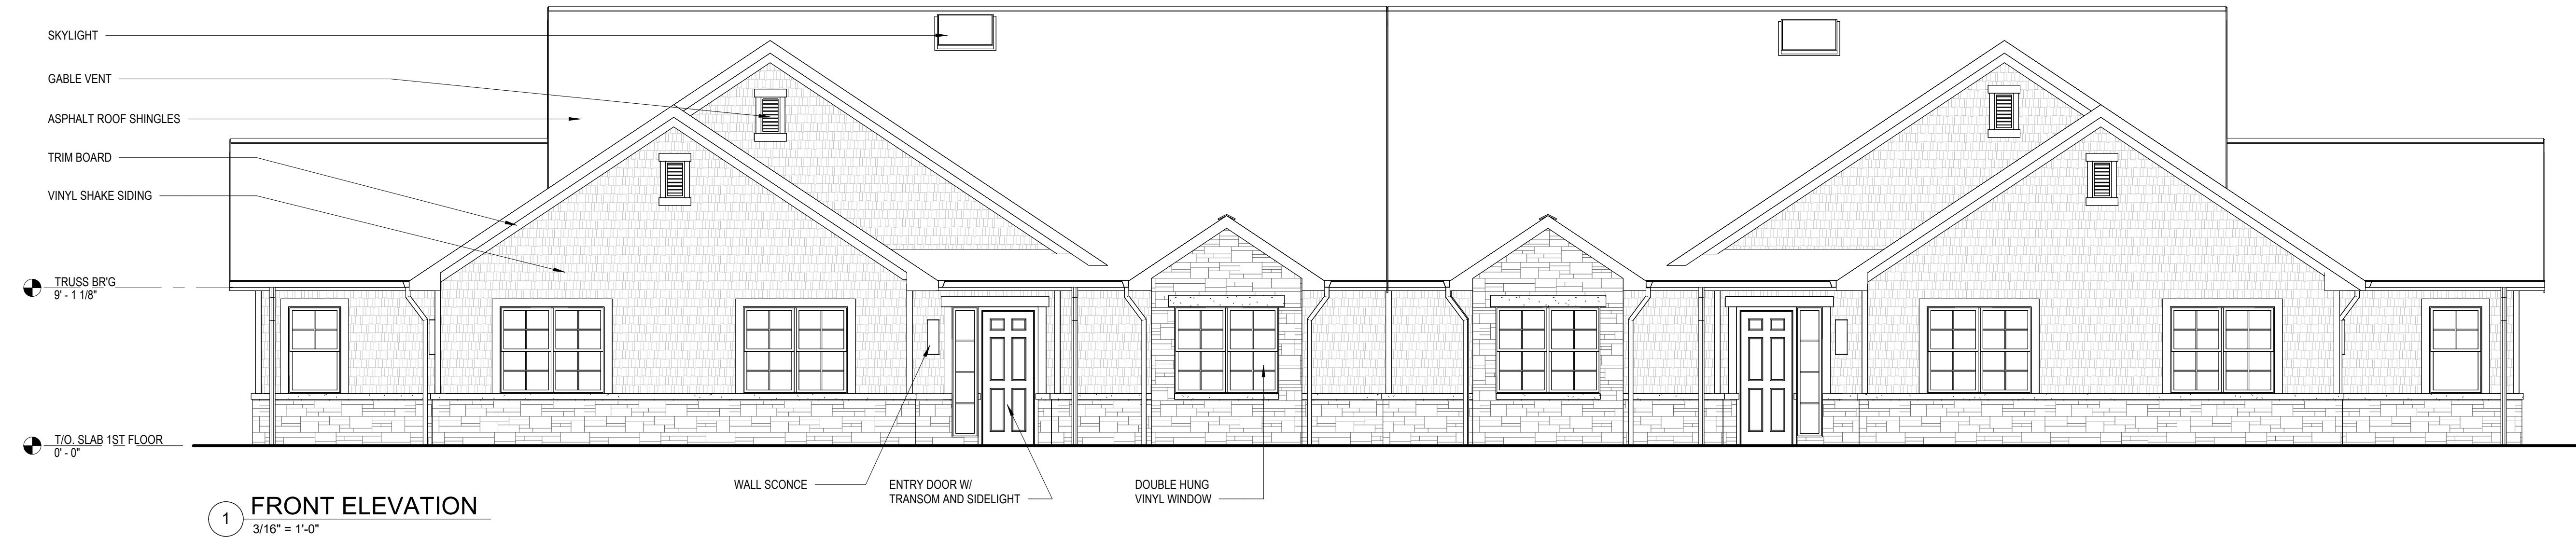 SKYLIGHT
GABLE VENT
ASPHALT ROOF SHINGLES
TRIM BOARD
VINYL SHAKE SIDING
TRUSS BR'G
9' - 1 1/8"
T/O. SLAB 1ST FLOOR
0' - 0"
WALL SCONCE
ENTRY DOOR W/
TRANSOM AND SIDELIGHT
DOUBLE HUNG
VINYL WINDOW
1
FRONT ELEVATION
3/16" = 1'-0"